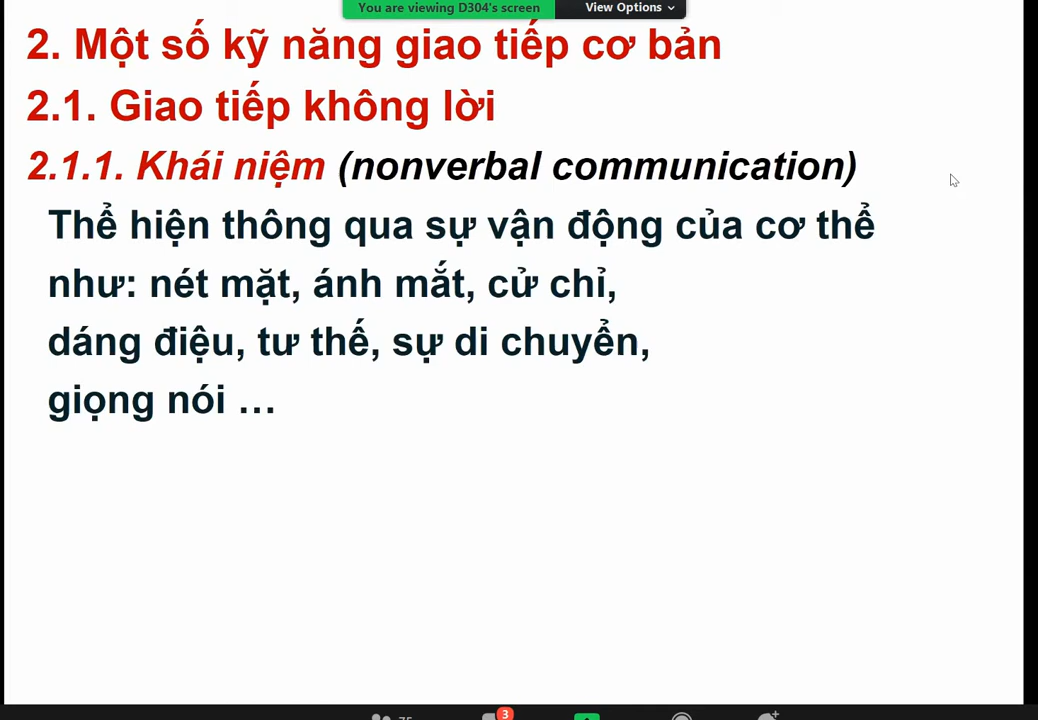 You are viewing D304's screen View Options
2. Một số kỹ năng giao tiếp cơ bản
2.1. Giao tiếp không lời
2.1.1. Khái niệm (nonverbal communication)
Thể hiện thông qua sự vận động của cơ thể
như: nét mặt, ánh mắt, cử chỉ,
dáng điệu, tư thế, sự di chuyển,
giọng nói ...
3